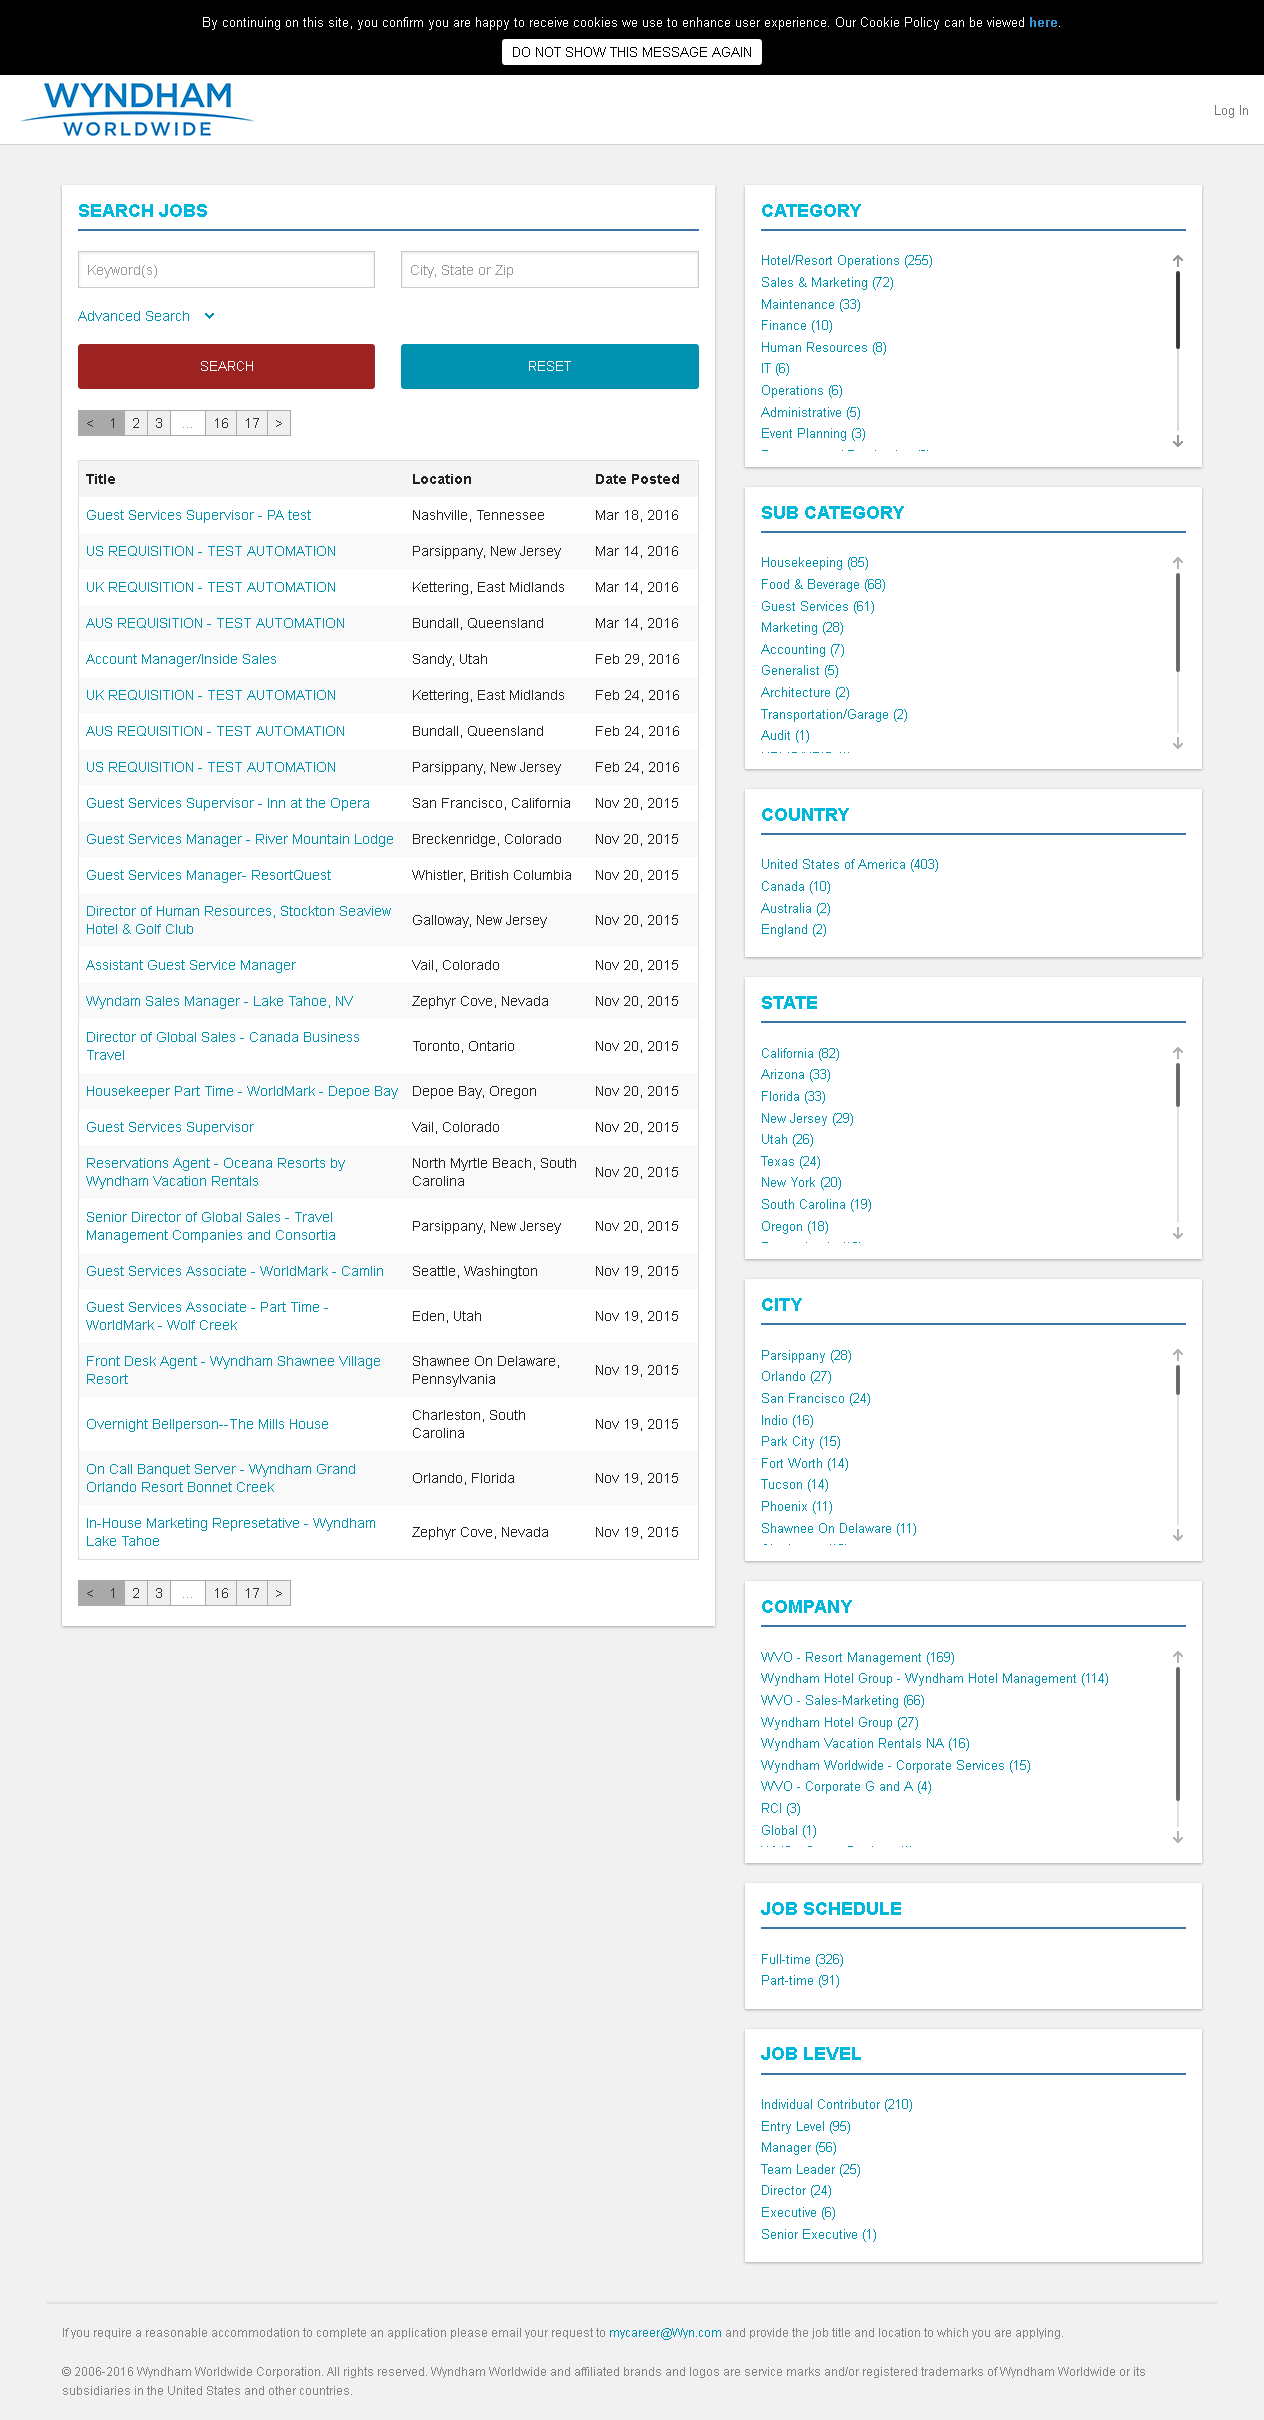 By continuing on this site, you confirm you are happy to receive cookies we use to enhance user experience. Our Cookie Policy can be viewed here.
DO NOT SHOW THIS MESSAGE AGAIN
WYNDHAM
WORLDWIDE
Log In
SEARCH JOBS
Keyword(s)
City, State or Zip
Advanced Search
SEARCH
RESET
< 1 2 3 ... 16 17 >
Title Location Date Posted
Guest Services Supervisor - PA test Nashville, Tennessee Mar 18, 2016
US REQUISITION - TEST AUTOMATION Parsippany, New Jersey Mar 14, 2016
UK REQUISITION - TEST AUTOMATION Kettering, East Midlands Mar 14, 2016
AUS REQUISITION - TEST AUTOMATION Bundall, Queensland Mar 14, 2016
Account Manager/Inside Sales Sandy, Utah Feb 29, 2016
UK REQUISITION - TEST AUTOMATION Kettering, East Midlands Feb 24, 2016
AUS REQUISITION - TEST AUTOMATION Bundall, Queensland Feb 24, 2016
US REQUISITION - TEST AUTOMATION Parsippany, New Jersey Feb 24, 2016
Guest Services Supervisor - Inn at the Opera San Francisco, California Nov 20, 2015
Guest Services Manager - River Mountain Lodge Breckenridge, Colorado Nov 20, 2015
Guest Services Manager- ResortQuest Whistler, British Columbia Nov 20, 2015
Director of Human Resources, Stockton Seaview
Hotel & Golf Club Galloway, New Jersey Nov 20, 2015
Assistant Guest Service Manager Vail, Colorado Nov 20, 2015
Wyndam Sales Manager - Lake Tahoe, NV Zephyr Cove, Nevada Nov 20, 2015
Director of Global Sales - Canada Business
Travel Toronto, Ontario Nov 20, 2015
Housekeeper Part Time - WorldMark - Depoe Bay Depoe Bay, Oregon Nov 20, 2015
Guest Services Supervisor Vail, Colorado Nov 20, 2015
Reservations Agent - Oceana Resorts by North Myrtle Beach, South
Wyndham Vacation Rentals Carolina Nov 20, 2015
Senior Director of Global Sales - Travel
Management Companies and Consortia Parsippany, New Jersey Nov 20, 2015
Guest Services Associate - WorldMark - Camlin Seattle, Washington Nov 19, 2015
Guest Services Associate - Part Time -
WorldMark - Wolf Creek Eden, Utah Nov 19, 2015
Front Desk Agent - Wyndham Shawnee Village Shawnee On Delaware,
Resort Pennsylvania Nov 19, 2015
Overnight Bellperson--The Mills House Charleston, South
Carolina Nov 19, 2015
On Call Banquet Server - Wyndham Grand
Orlando Resort Bonnet Creek Orlando, Florida Nov 19, 2015
In-House Marketing Represetative - Wyndham
Lake Tahoe Zephyr Cove, Nevada Nov 19, 2015
< 1 2 3 ... 16 17 >
CATEGORY
Hotel/Resort Operations (255)
Sales & Marketing (72)
Maintenance (33)
Finance (10)
Human Resources (8)
IT (6)
Operations (6)
Administrative (5)
Event Planning (3)
SUB CATEGORY
Housekeeping (85)
Food & Beverage (68)
Guest Services (61)
Marketing (28)
Accounting (7)
Generalist (5)
Architecture (2)
Transportation/Garage (2)
Audit (1)
COUNTRY
United States of America (403)
Canada (10)
Australia (2)
England (2)
STATE
California (82)
Arizona (33)
Florida (33)
New Jersey (29)
Utah (26)
Texas (24)
New York (20)
South Carolina (19)
Oregon (18)
CITY
Parsippany (28)
Orlando (27)
San Francisco (24)
Indio (16)
Park City (15)
Fort Worth (14)
Tucson (14)
Phoenix (11)
Shawnee On Delaware (11)
COMPANY
WVO - Resort Management (169)
Wyndham Hotel Group - Wyndham Hotel Management (114)
WVO - Sales-Marketing (66)
Wyndham Hotel Group (27)
Wyndham Vacation Rentals NA (16)
Wyndham Worldwide - Corporate Services (15)
WVO - Corporate G and A (4)
RCI (3)
Global (1)
JOB SCHEDULE
Full-time (326)
Part-time (91)
JOB LEVEL
Individual Contributor (210)
Entry Level (95)
Manager (56)
Team Leader (25)
Director (24)
Executive (6)
Senior Executive (1)
If you require a reasonable accommodation to complete an application please email your request to mycareer@Wyn.com and provide the job title and location to which you are applying.
© 2006-2016 Wyndham Worldwide Corporation. All rights reserved. Wyndham Worldwide and affiliated brands and logos are service marks and/or registered trademarks of Wyndham Worldwide or its
subsidiaries in the United States and other countries.